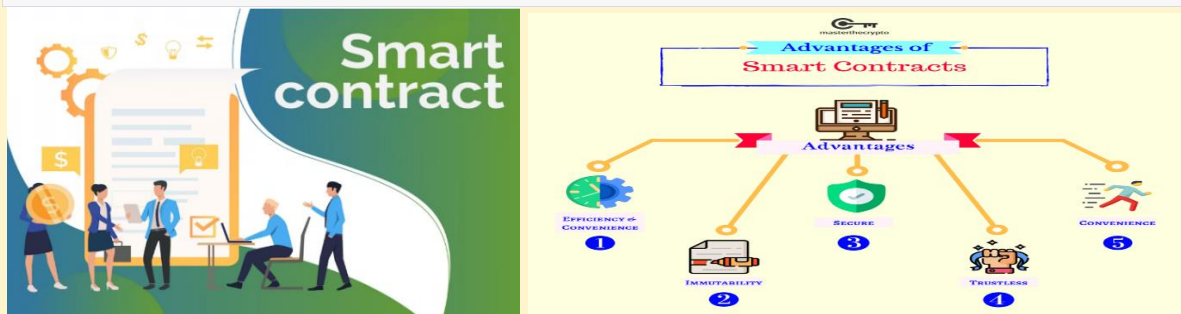 Smart
contract
$
$
masterthecrypto
Advantages of
Smart Contracts
Advantages
EFFICIENCY &
CONVENIENCE
1
IMMUTABILITY
2
SECURE
3
TRUSTLESS
4
CONVENIENCE
5